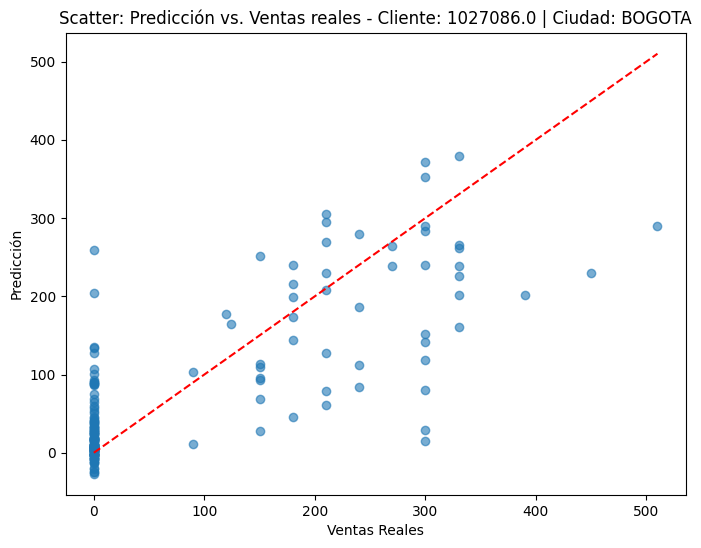 Scatter: Predicción vs. Ventas reales - Cliente: 1027086.0 | Ciudad: BOGOTA
Predicción
500
400
300
200
100
0
0 100 200 300 400 500
Ventas Reales